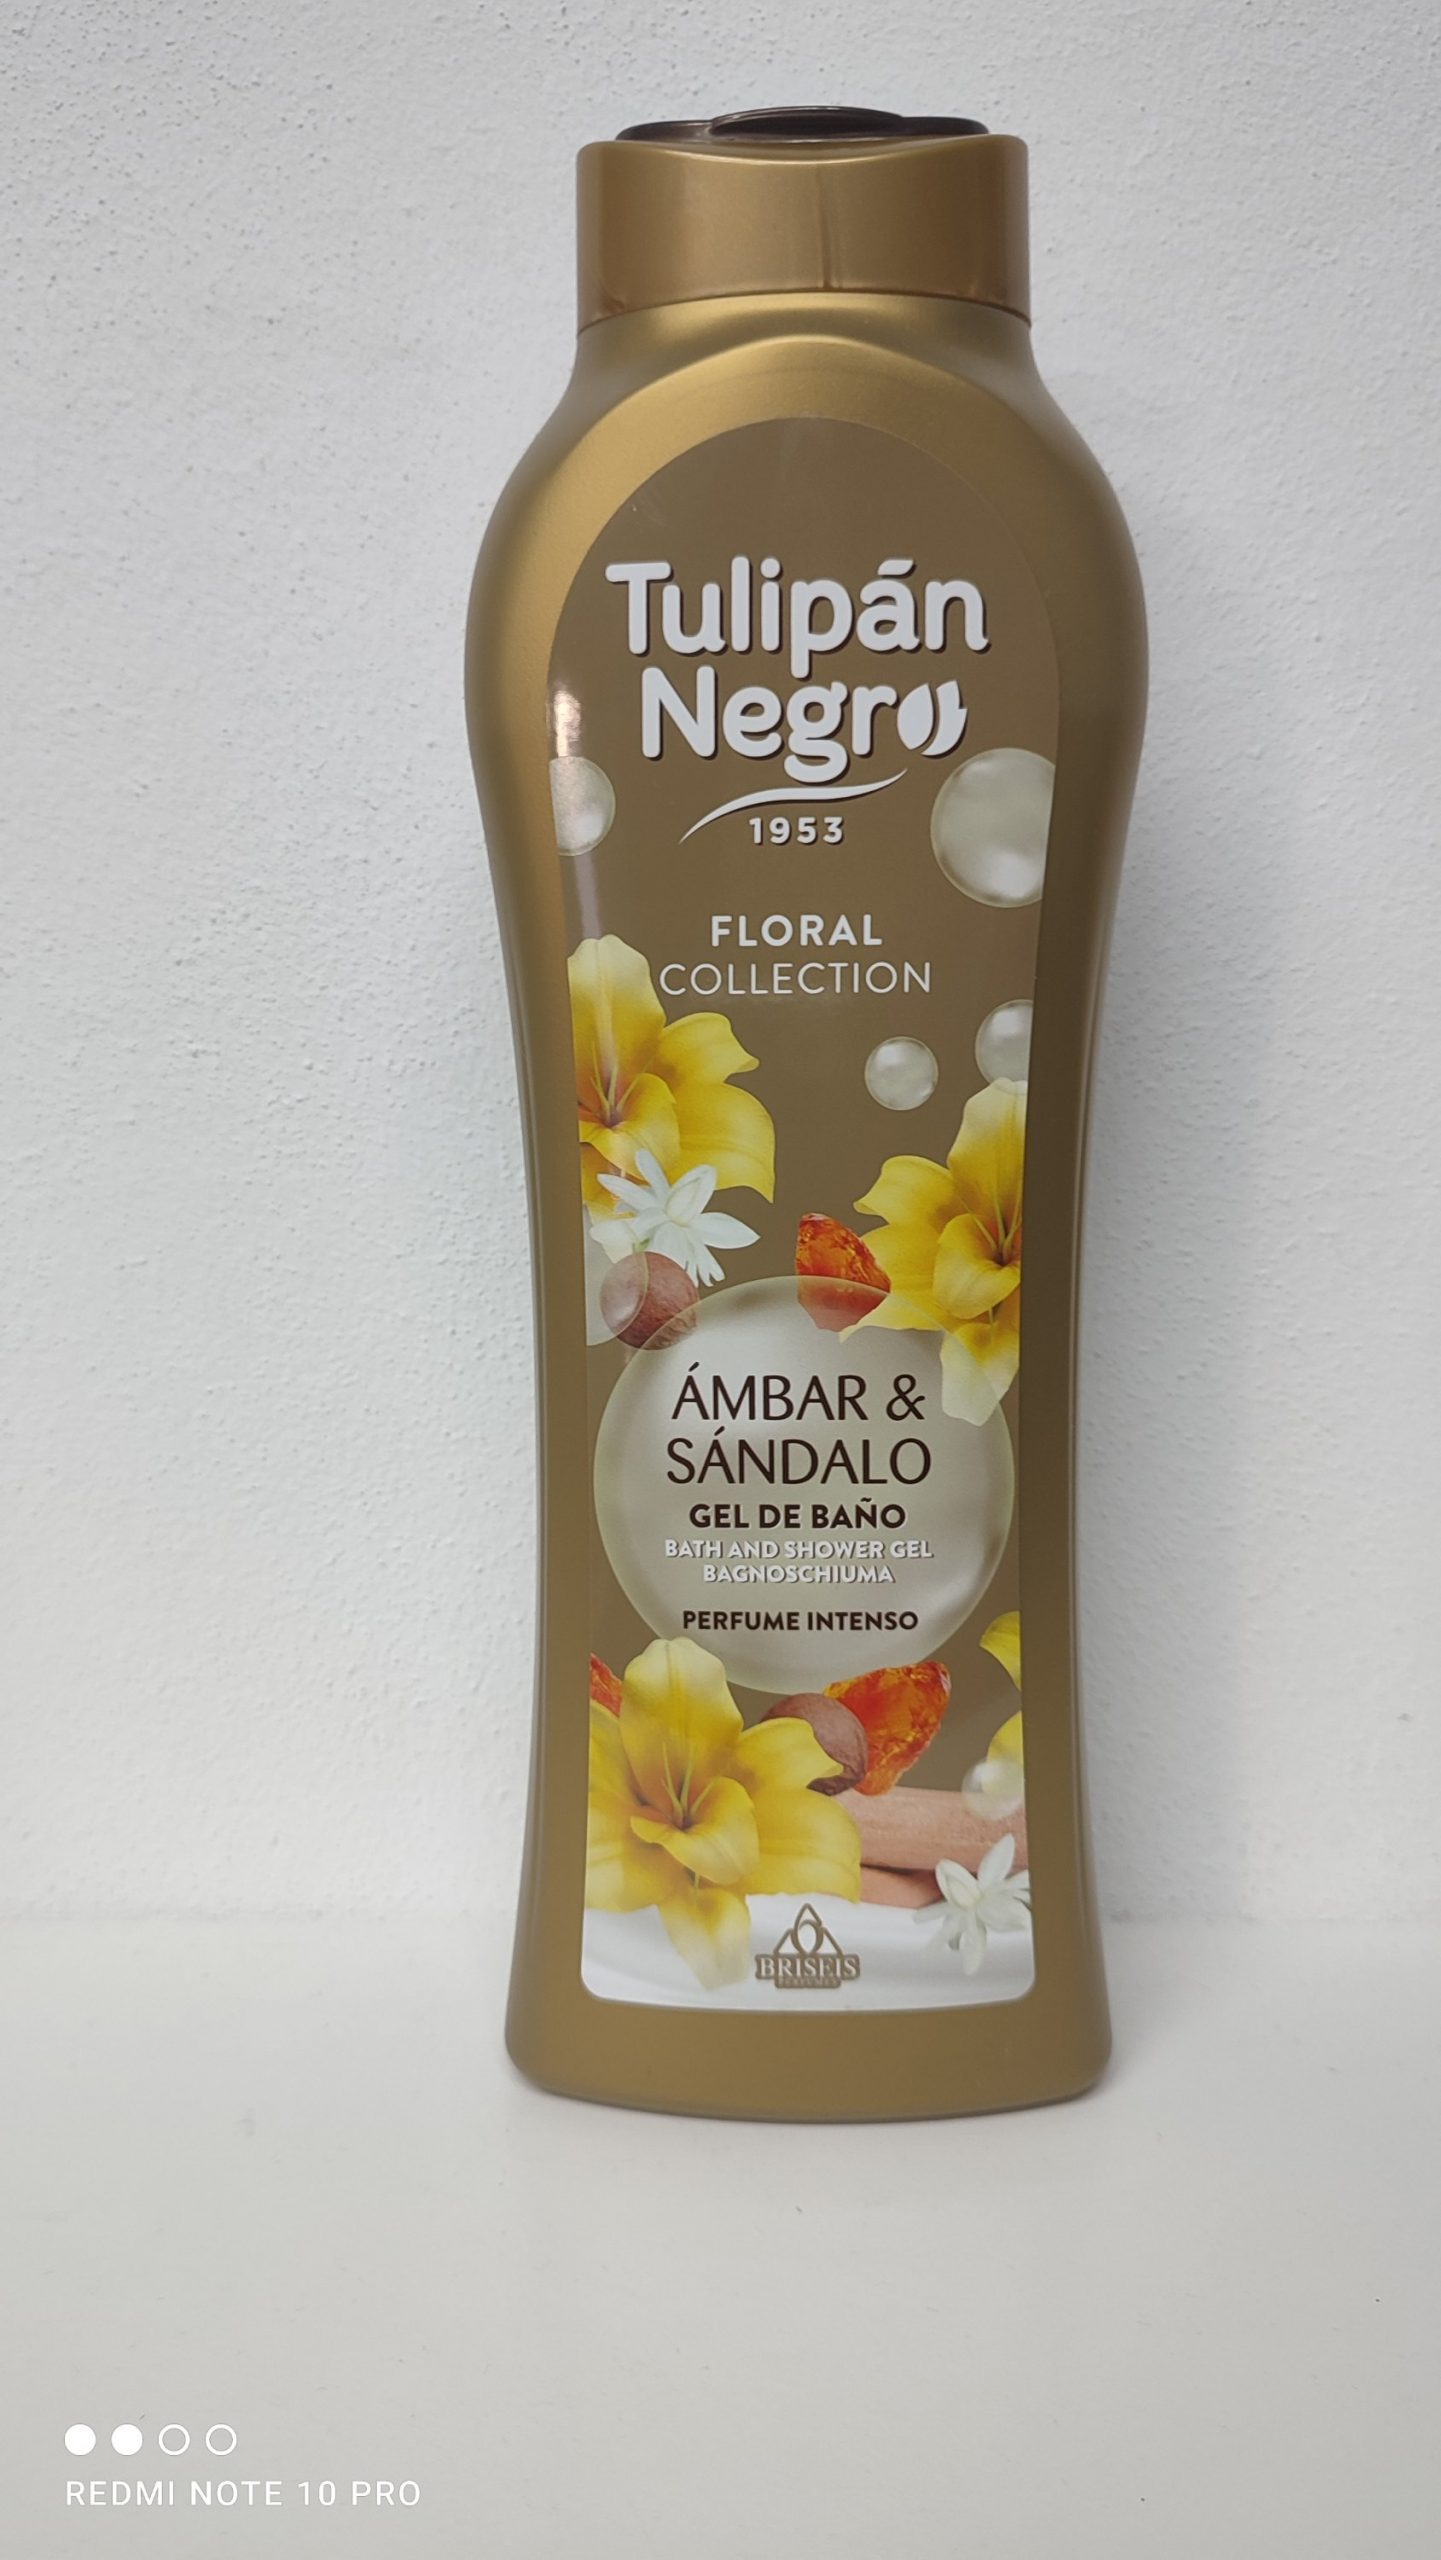 Tulipán
Negro
1953
FLORAL
COLLECTION
ÁMBAR &
SÁNDALO
GEL DE BAÑO
BATH AND SHOWER GEL
BAGNOSCHIUMA
PERFUME INTENSO
BRISEIS
PERFUMES
REDMI NOTE 10 PRO